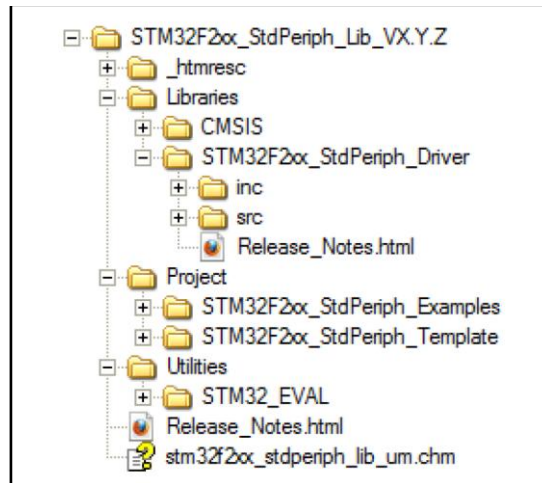 STM32F2xx_StdPeriph_Lib_VX.Y.Z
_htmresc
Libraries
CMSIS
STM32F2xx_StdPeriph_Driver
inc
src
Release_Notes.html
Project
STM32F2xx_StdPeriph_Examples
STM32F2xx_StdPeriph_Template
Utilities
STM32_EVAL
Release_Notes.html
stm32f2xx_stdperiph_lib_um.chm